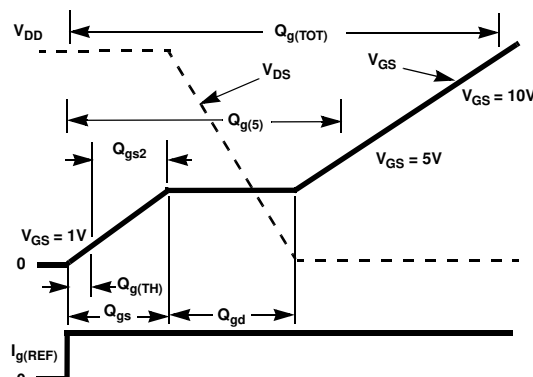 V_DD
Q_g(TOT)
V_DS
V_GS
V_GS = 10V
Q_g(5)
Q_gs2
V_GS = 5V
V_GS = 1V
0
Q_g(TH)
Q_gs
Q_gd
I_g(REF)
0